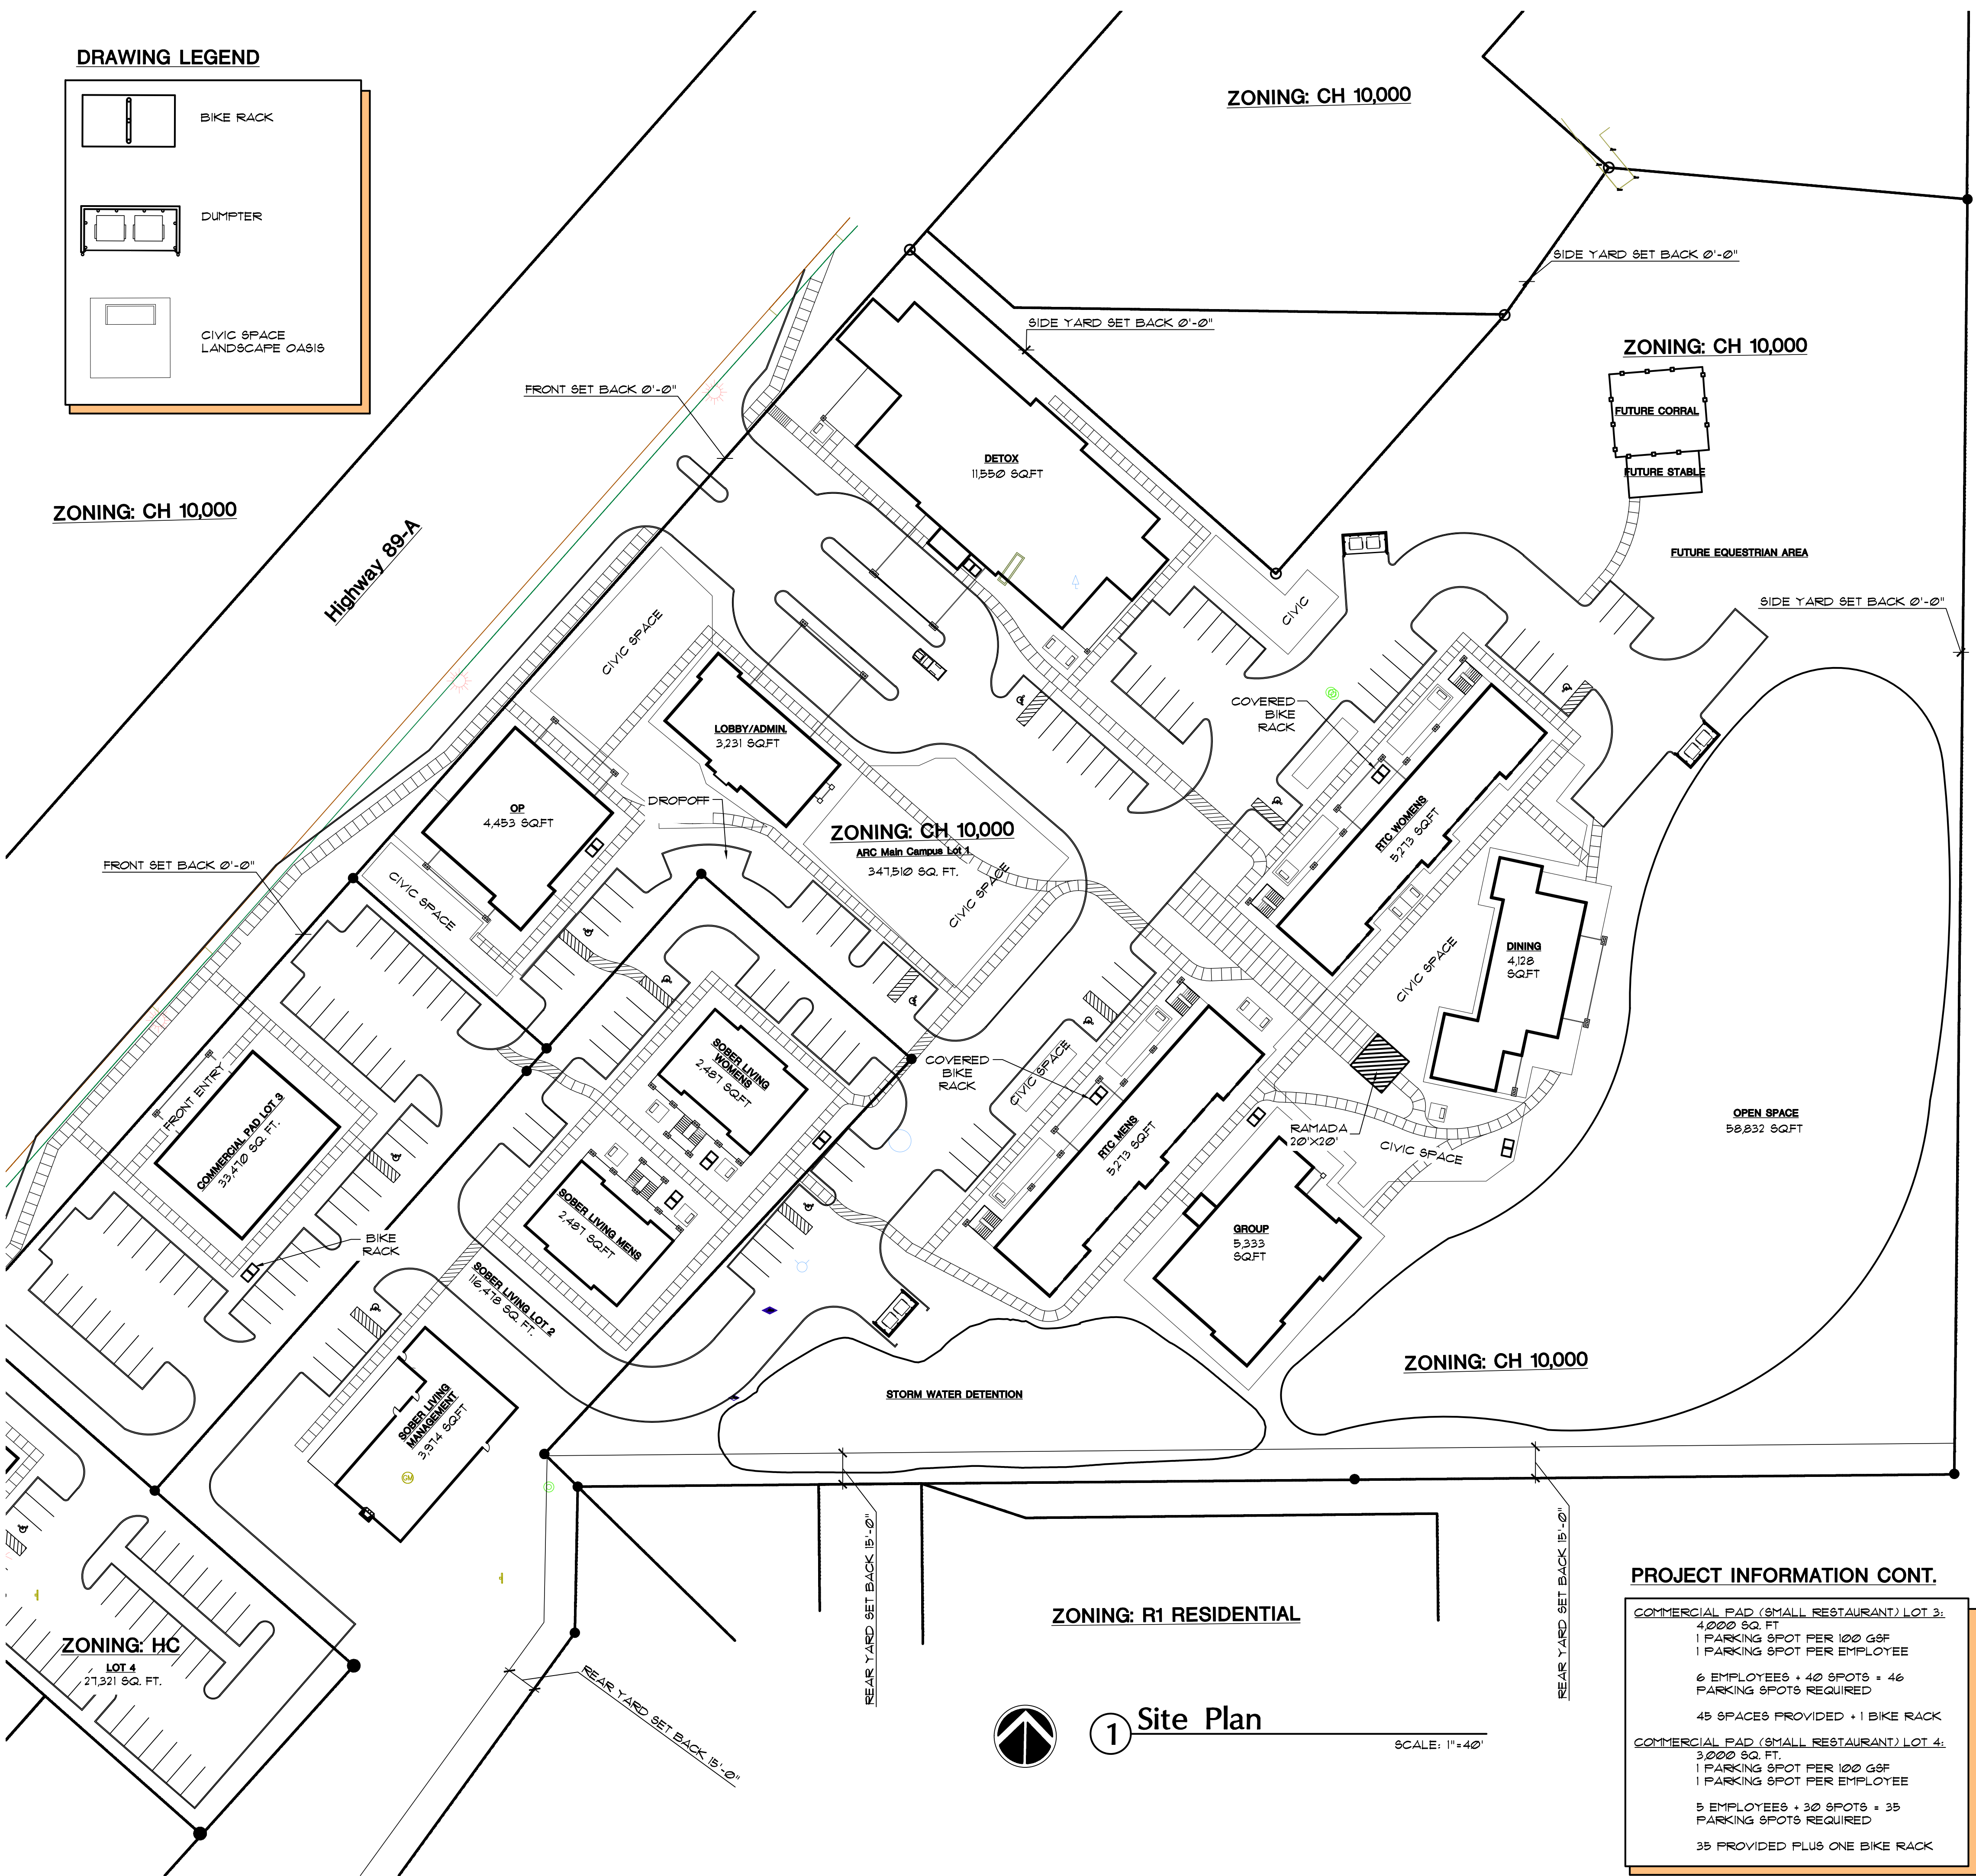 DRAWING LEGEND
BIKE RACK
DUMPTER
CIVIC SPACE
LANDSCAPE OASIS
ZONING: CH 10,000
SIDE YARD SET BACK 0'-0"
SIDE YARD SET BACK 0'-0"
ZONING: CH 10,000
FUTURE CORRAL
FUTURE STABLE
FUTURE EQUESTRIAN AREA
SIDE YARD SET BACK 0'-0"
FRONT SET BACK 0'-0"
ZONING: CH 10,000
Highway 89-A
DETOX
11,550 SQ.FT
CIVIC
CIVIC SPACE
LOBBY/ADMIN.
3,231 SQ.FT
OP
4,453 SQ.FT
DROPOFF
ZONING: CH 10,000
ARC Main Campus Lot 1
347,510 SQ. FT.
CIVIC SPACE
COVERED
BIKE
RACK
RTC WOMENS
5,273 SQ.FT
FRONT SET BACK 0'-0"
CIVIC SPACE
DINING
4,128
SQ.FT
CIVIC SPACE
FRONT ENTRY
COMMERCIAL PAD LOT 3
33,470 SQ. FT.
SOBER LIVING
WOMENS
2,487 SQ.FT
COVERED
BIKE
RACK
CIVIC SPACE
RTC MENS
5,273 SQ.FT
RAMADA
20'X20'
CIVIC SPACE
OPEN SPACE
58,832 SQ.FT
SOBER LIVING MENS
2,487 SQ.FT
BIKE
RACK
GROUP
5,333
SQ.FT
SOBER LIVING LOT 2
116,478 SQ. FT.
SOBER LIVING
MANAGEMENT
3,974 SQ.FT
GM
STORM WATER DETENTION
ZONING: CH 10,000
REAR YARD SET BACK 15'-0"
REAR YARD SET BACK 15'-0"
ZONING: R1 RESIDENTIAL
ZONING: HC
LOT 4
27,321 SQ. FT.
REAR YARD SET BACK 15'-0"
1 Site Plan
SCALE: 1"=40'
PROJECT INFORMATION CONT.
COMMERCIAL PAD (SMALL RESTAURANT) LOT 3:
4,000 SQ. FT
1 PARKING SPOT PER 100 GSF
1 PARKING SPOT PER EMPLOYEE
6 EMPLOYEES + 40 SPOTS = 46
PARKING SPOTS REQUIRED
45 SPACES PROVIDED + 1 BIKE RACK
COMMERCIAL PAD (SMALL RESTAURANT) LOT 4:
3,000 SQ. FT.
1 PARKING SPOT PER 100 GSF
1 PARKING SPOT PER EMPLOYEE
5 EMPLOYEES + 30 SPOTS = 35
PARKING SPOTS REQUIRED
35 PROVIDED PLUS ONE BIKE RACK